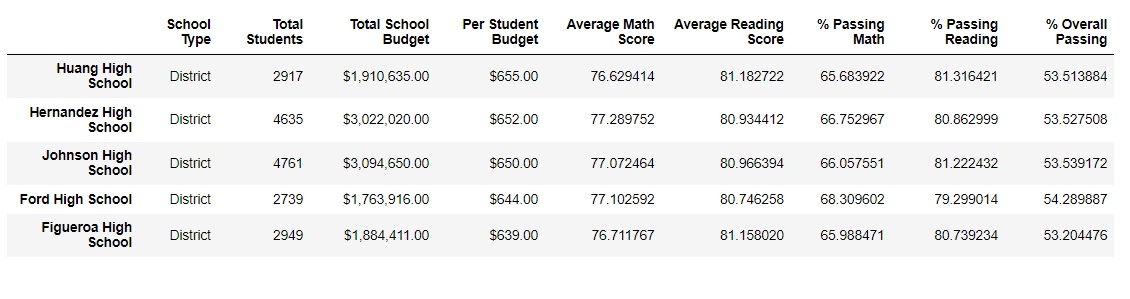 School Type Total Students Total School Budget Per Student Budget Average Math Score Average Reading Score % Passing Math % Passing Reading % Overall Passing
Huang High School District 2917 $1,910,635.00 $655.00 76.629414 81.182722 65.683922 81.316421 53.513884
Hernandez High School District 4635 $3,022,020.00 $652.00 77.289752 80.934412 66.752967 80.862999 53.527508
Johnson High School District 4761 $3,094,650.00 $650.00 77.072464 80.966394 66.057551 81.222432 53.539172
Ford High School District 2739 $1,763,916.00 $644.00 77.102592 80.746258 68.309602 79.299014 54.289887
Figueroa High School District 2949 $1,884,411.00 $639.00 76.711767 81.158020 65.988471 80.739234 53.204476